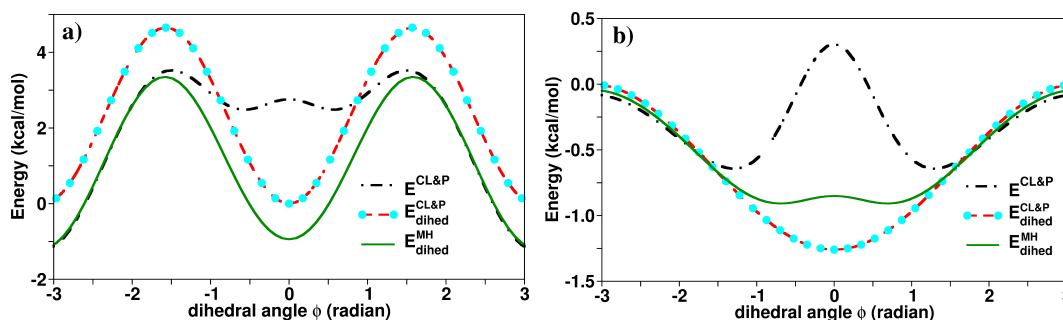 a)
Energy (kcal/mol)
4
2
0
-2
-3 -2 -1 0 1 2 3
dihedral angle ϕ (radian)
E^CL&P
E^CL&P_dihed
E^MH_dihed
b)
Energy (kcal/mol)
0.5
0.0
-0.5
-1.0
-1.5
-3 -2 -1 0 1 2 3
dihedral angle ϕ (radian)
E^CL&P
E^CL&P_dihed
E^MH_dihed